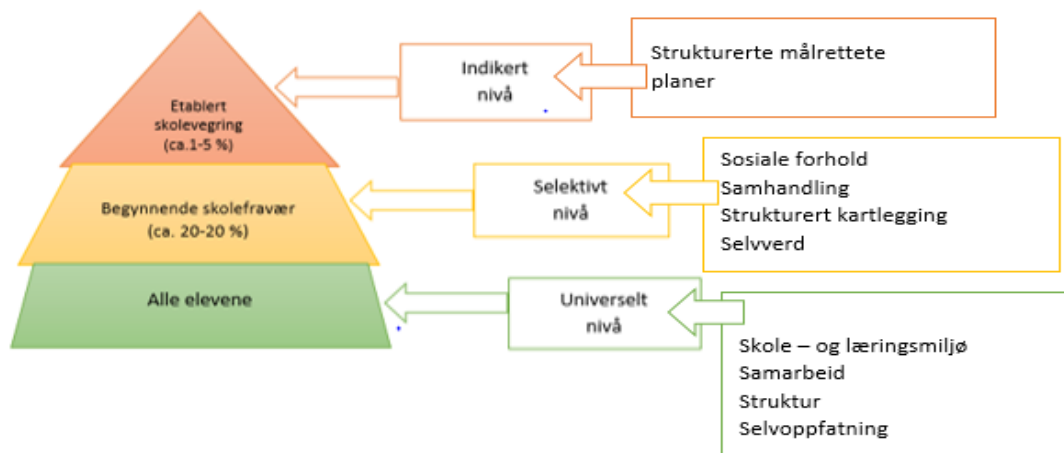 Etablert
skolevegring
(ca.1-5 %)
Indikert
nivå
Strukturerte målrettete
planer
Begynnende skolefravær
(ca. 20-20 %)
Selektivt
nivå
Sosiale forhold
Samhandling
Strukturert kartlegging
Selvverd
Alle elevene
Universelt
nivå
Skole – og læringsmiljø
Samarbeid
Struktur
Selvoppfatning